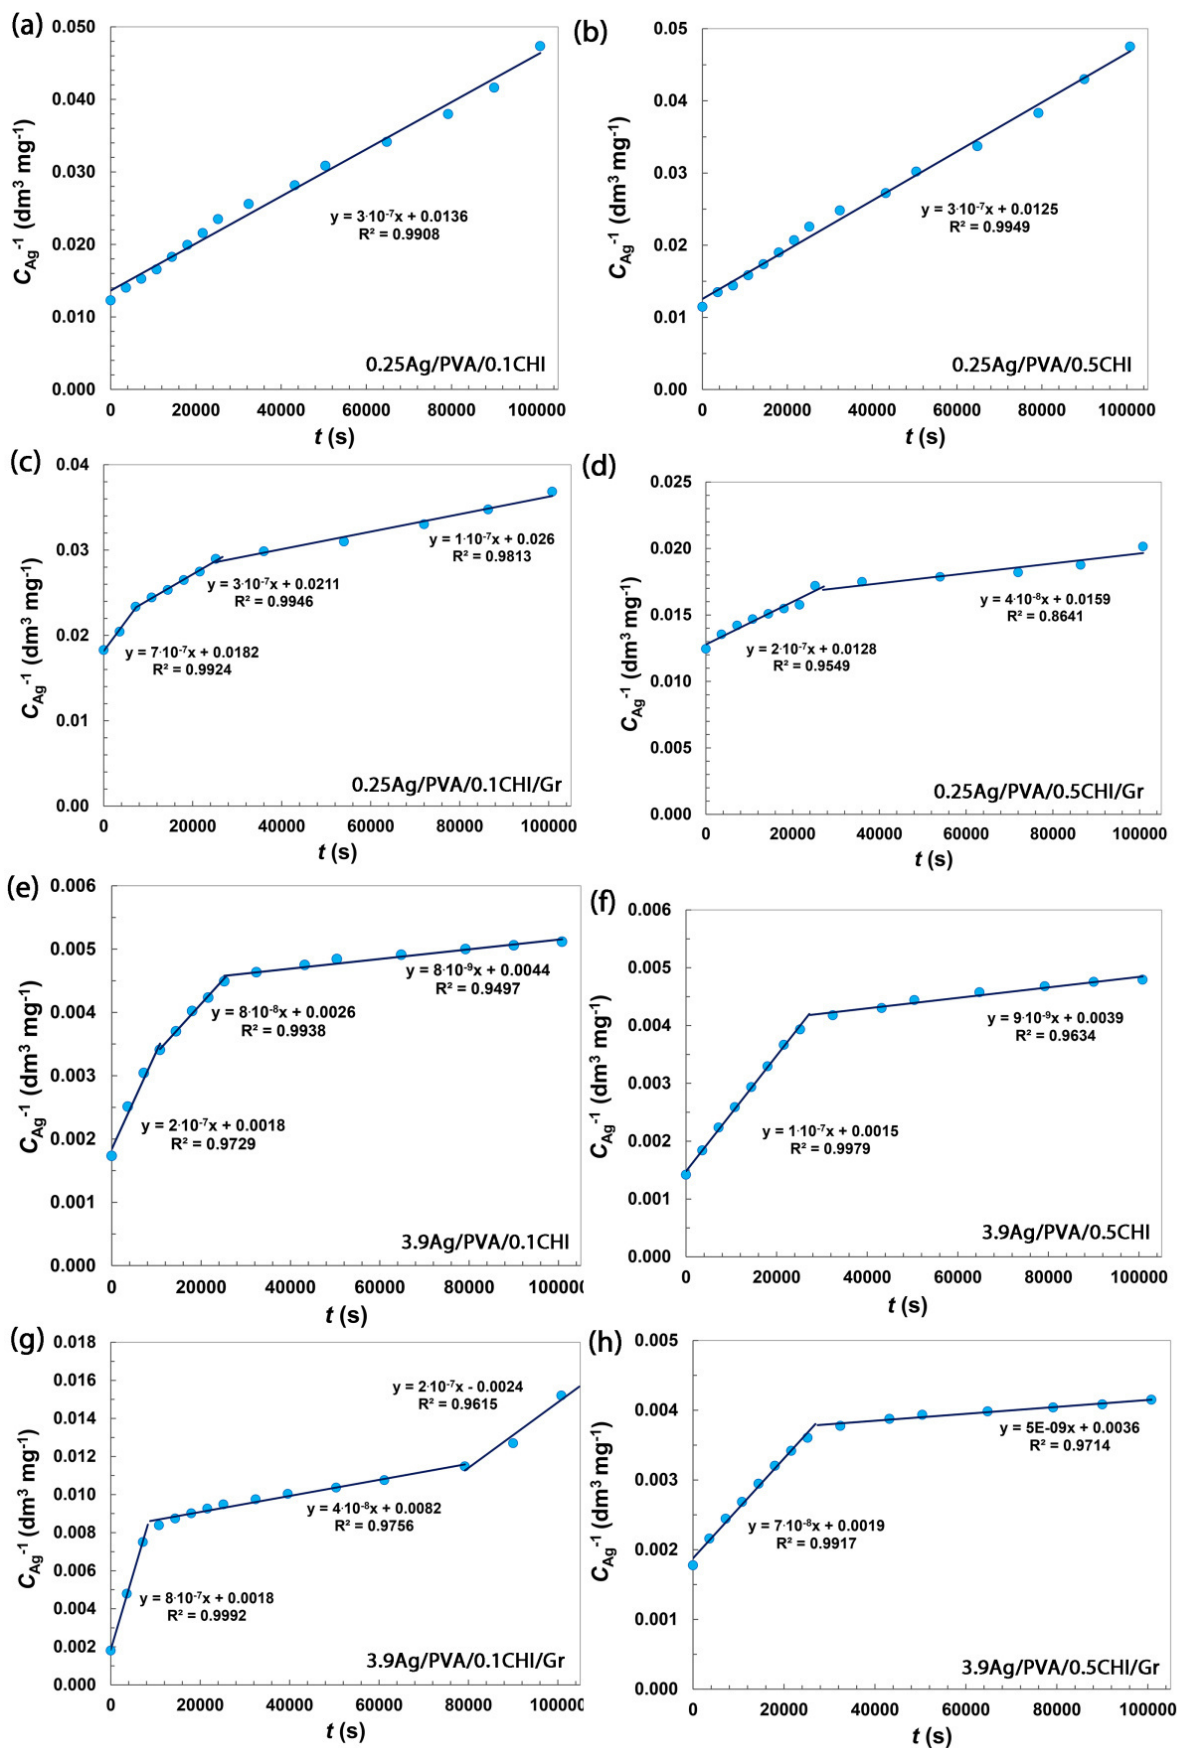 (a)
0.050
0.040
0.030
0.020
0.010
0.000
C_Ag⁻¹ (dm³ mg⁻¹)
y = 3·10⁻⁷x + 0.0136
R² = 0.9908
0.25Ag/PVA/0.1CHI
0 20000 40000 60000 80000 100000
t (s)
(b)
0.05
0.04
0.03
0.02
0.01
0.00
C_Ag⁻¹ (dm³ mg⁻¹)
y = 3·10⁻⁷x + 0.0125
R² = 0.9949
0.25Ag/PVA/0.5CHI
0 20000 40000 60000 80000 100000
t (s)
(c)
0.04
0.03
0.02
0.01
0.00
C_Ag⁻¹ (dm³ mg⁻¹)
y = 1·10⁻⁷x + 0.026
R² = 0.9813
y = 3·10⁻⁷x + 0.0211
R² = 0.9946
y = 7·10⁻⁷x + 0.0182
R² = 0.9924
0.25Ag/PVA/0.1CHI/Gr
0 20000 40000 60000 80000 100000
t (s)
(d)
0.025
0.020
0.015
0.010
0.005
0.000
C_Ag⁻¹ (dm³ mg⁻¹)
y = 4·10⁻⁸x + 0.0159
R² = 0.8641
y = 2·10⁻⁷x + 0.0128
R² = 0.9549
0.25Ag/PVA/0.5CHI/Gr
0 20000 40000 60000 80000 100000
t (s)
(e)
0.006
0.005
0.004
0.003
0.002
0.001
0.000
C_Ag⁻¹ (dm³ mg⁻¹)
y = 8·10⁻⁹x + 0.0044
R² = 0.9497
y = 8·10⁻⁸x + 0.0026
R² = 0.9938
y = 2·10⁻⁷x + 0.0018
R² = 0.9729
3.9Ag/PVA/0.1CHI
0 20000 40000 60000 80000 100000
t (s)
(f)
0.006
0.005
0.004
0.003
0.002
0.001
0.000
C_Ag⁻¹ (dm³ mg⁻¹)
y = 9·10⁻⁹x + 0.0039
R² = 0.9634
y = 1·10⁻⁷x + 0.0015
R² = 0.9979
3.9Ag/PVA/0.5CHI
0 20000 40000 60000 80000 100000
t (s)
(g)
0.018
0.016
0.014
0.012
0.010
0.008
0.006
0.004
0.002
0.000
C_Ag⁻¹ (dm³ mg⁻¹)
y = 2·10⁻⁷x - 0.0024
R² = 0.9615
y = 4·10⁻⁸x + 0.0082
R² = 0.9756
y = 8·10⁻⁷x + 0.0018
R² = 0.9992
3.9Ag/PVA/0.1CHI/Gr
0 20000 40000 60000 80000 100000
t (s)
(h)
0.005
0.004
0.003
0.002
0.001
0.000
C_Ag⁻¹ (dm³ mg⁻¹)
y = 5E-09x + 0.0036
R² = 0.9714
y = 7·10⁻⁸x + 0.0019
R² = 0.9917
3.9Ag/PVA/0.5CHI/Gr
0 20000 40000 60000 80000 100000
t (s)